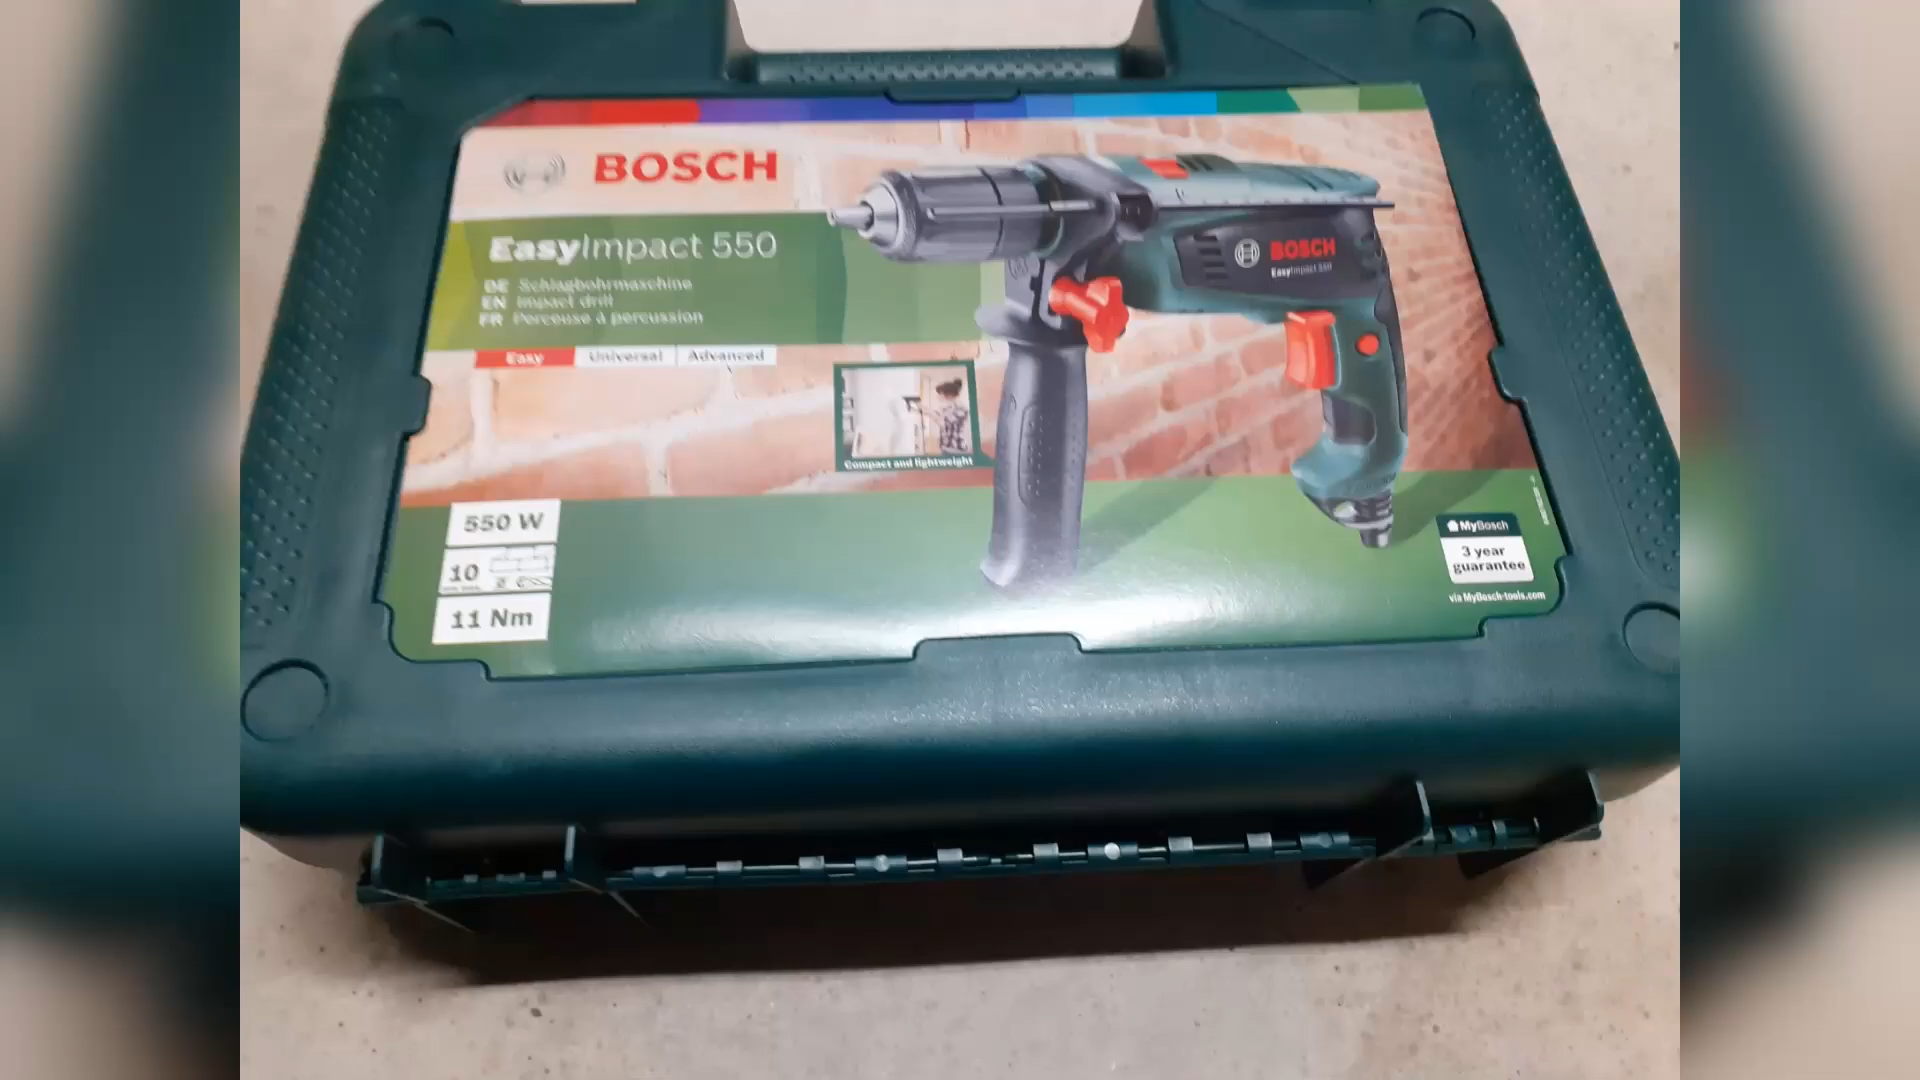 BOSCH
EasyImpact 550
DE Schlagbohrmaschine
EN Impact drill
FR Perceuse à percussion
Easy Universal Advanced
BOSCH
EasyImpact 550
Compact and lightweight
550 W
10
11 Nm
MyBosch
3 year
guarantee
via MyBosch-tools.com